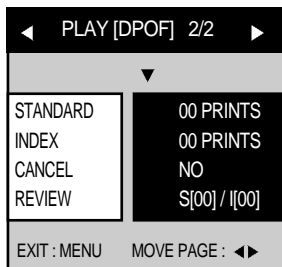 ◀ PLAY [DPOF] 2/2 ▶
▼
STANDARD 00 PRINTS
INDEX 00 PRINTS
CANCEL NO
REVIEW S[00] / I[00]
EXIT : MENU MOVE PAGE : ◀▶